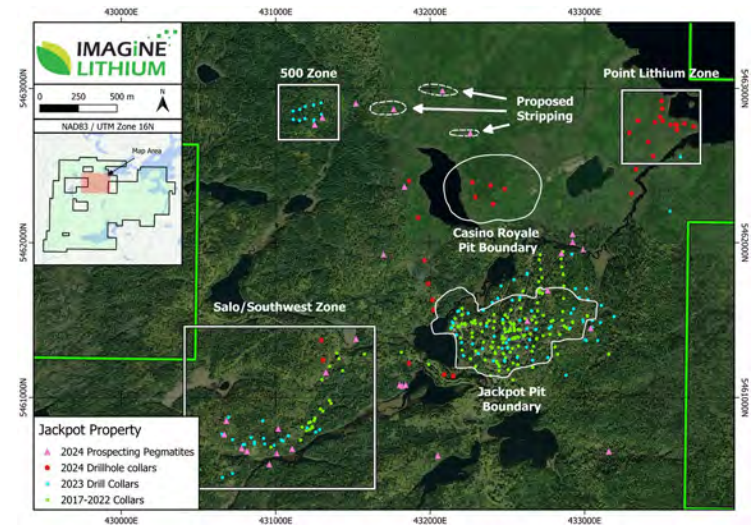 430000E
431000E
432000E
433000E
IMAGiNE
LITHIUM
0 250 500 m
N
NAD83 / UTM Zone 16N
Map Area
5463000N
5462000N
5461000N
500 Zone
Proposed
Stripping
Point Lithium Zone
Casino Royale
Pit Boundary
Salo/Southwest Zone
Jackpot Pit
Boundary
5463000N
5462000N
5461000N
Jackpot Property
2024 Prospecting Pegmatites
2024 Drillhole collars
2023 Drill Collars
2017-2022 Collars
430000E
431000E
432000E
433000E